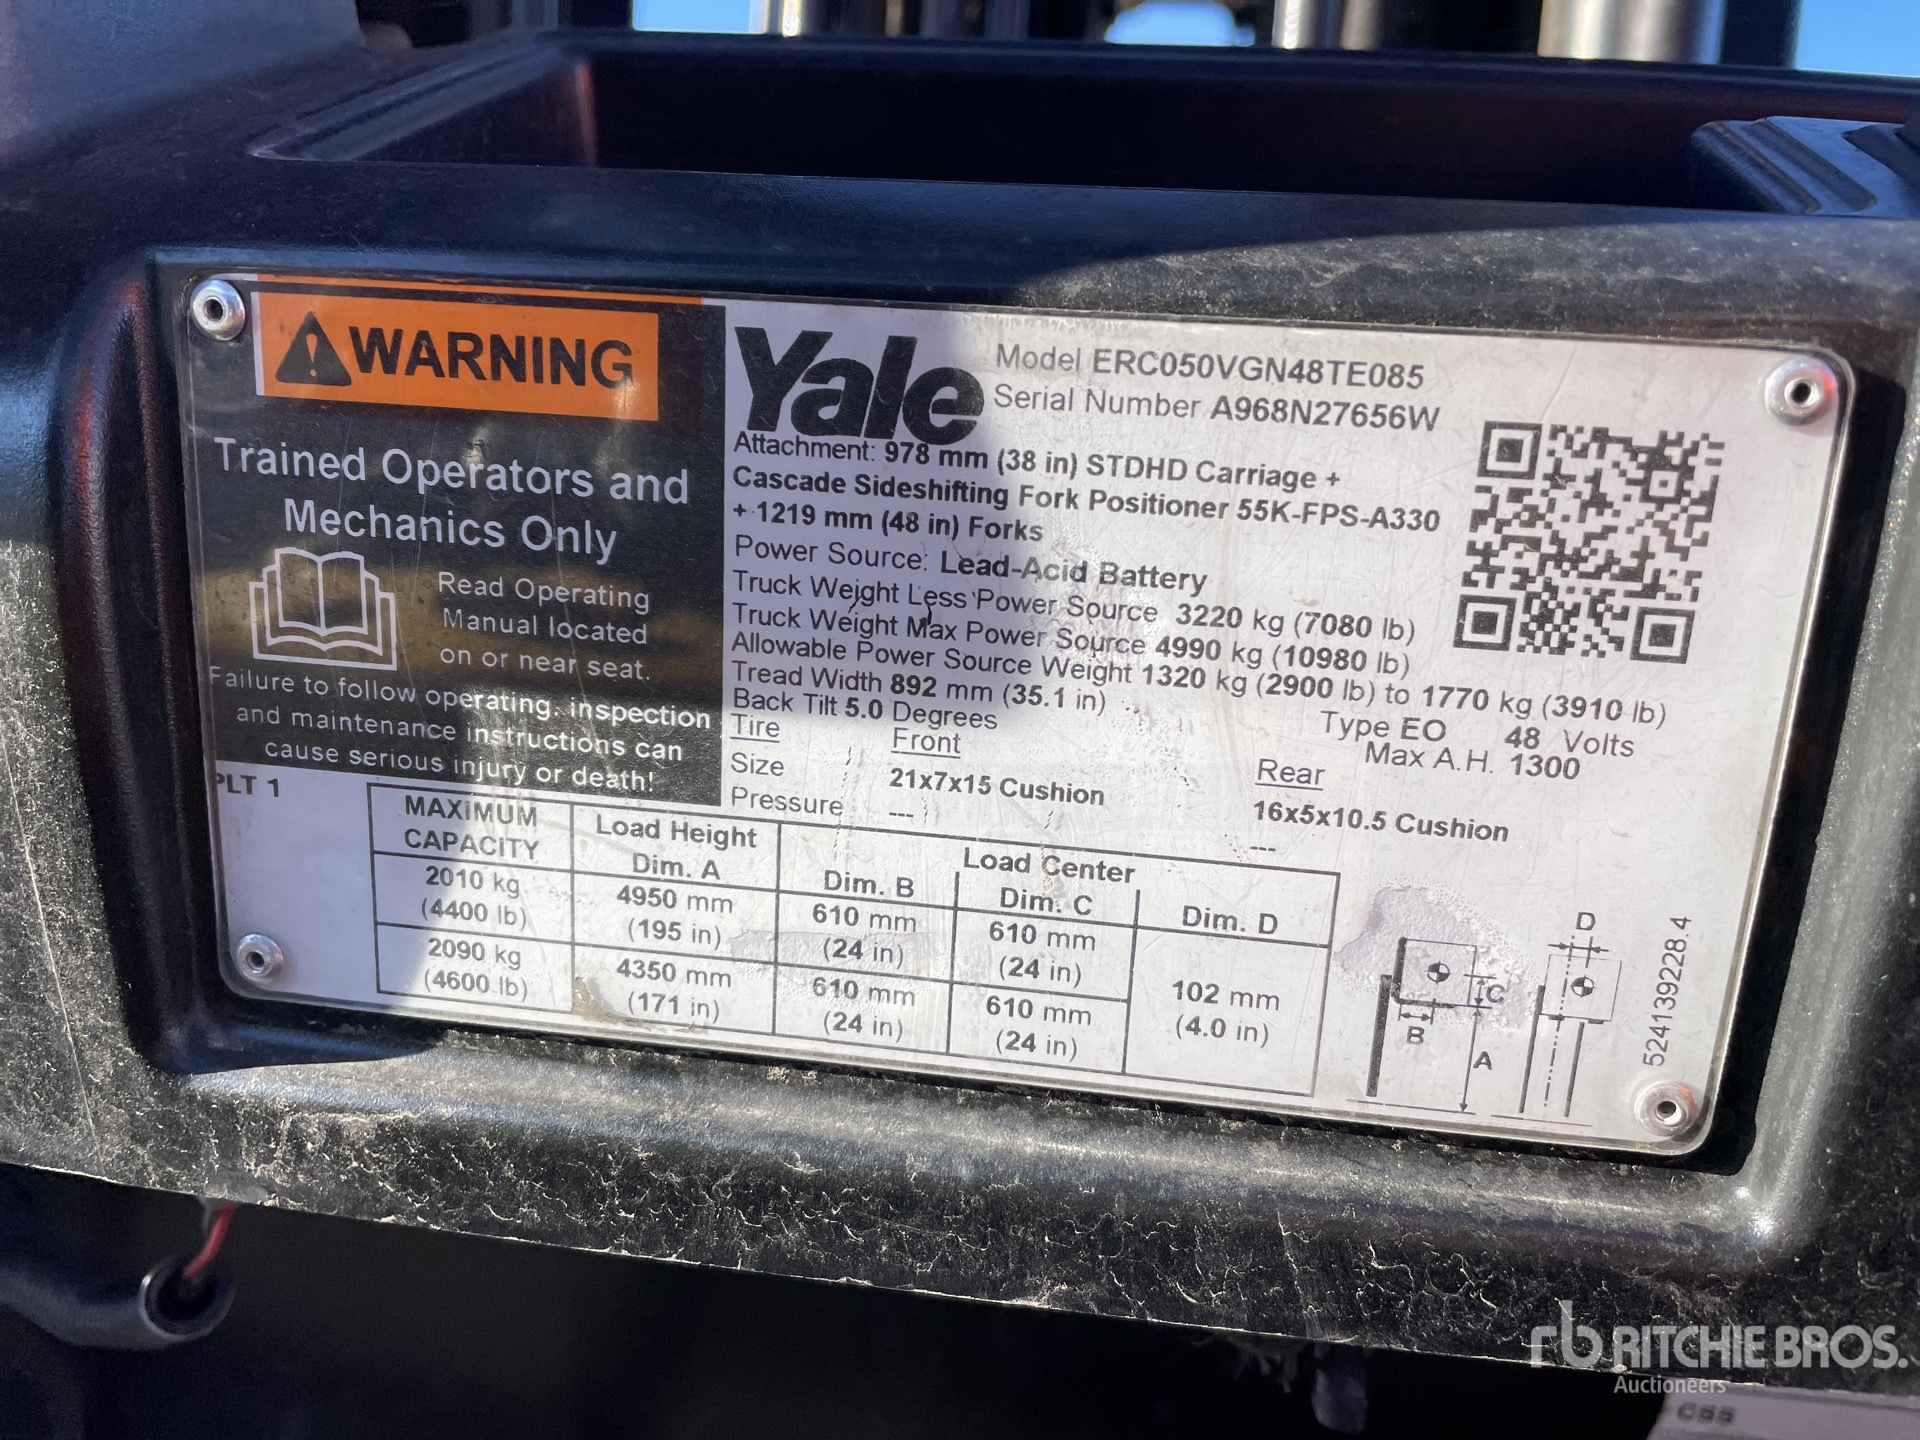 WARNING
Trained Operators and
Mechanics Only
Read Operating
Manual located
on or near seat.
Failure to follow operating, inspection
and maintenance instructions can
cause serious injury or death!
PLT 1
Yale
Model ERC050VGN48TE085
Serial Number A968N27656W
Attachment: 978 mm (38 in) STDHD Carriage +
Cascade Sideshifting Fork Positioner 55K-FPS-A330
+ 1219 mm (48 in) Forks
Power Source: Lead-Acid Battery
Truck Weight Less Power Source 3220 kg (7080 lb)
Truck Weight Max Power Source 4990 kg (10980 lb)
Allowable Power Source Weight 1320 kg (2900 lb) to 1770 kg (3910 lb)
Tread Width 892 mm (35.1 in)
Type EO 48 Volts
Back Tilt 5.0 Degrees
Max A.H. 1300
Tire Front Rear
Size 21x7x15 Cushion 16x5x10.5 Cushion
Pressure --- ---
MAXIMUM CAPACITY
Load Height Dim. A
Load Center
Dim. B Dim. C Dim. D
2010 kg 4950 mm 610 mm 610 mm
(4400 lb) (195 in) (24 in) (24 in)
2090 kg 4350 mm 610 mm 610 mm
(4600 lb) (171 in) (24 in) (24 in)
102 mm
(4.0 in)
D
C
B
A
524139228.4
rb RITCHIE BROS.
Auctioneers
CSS